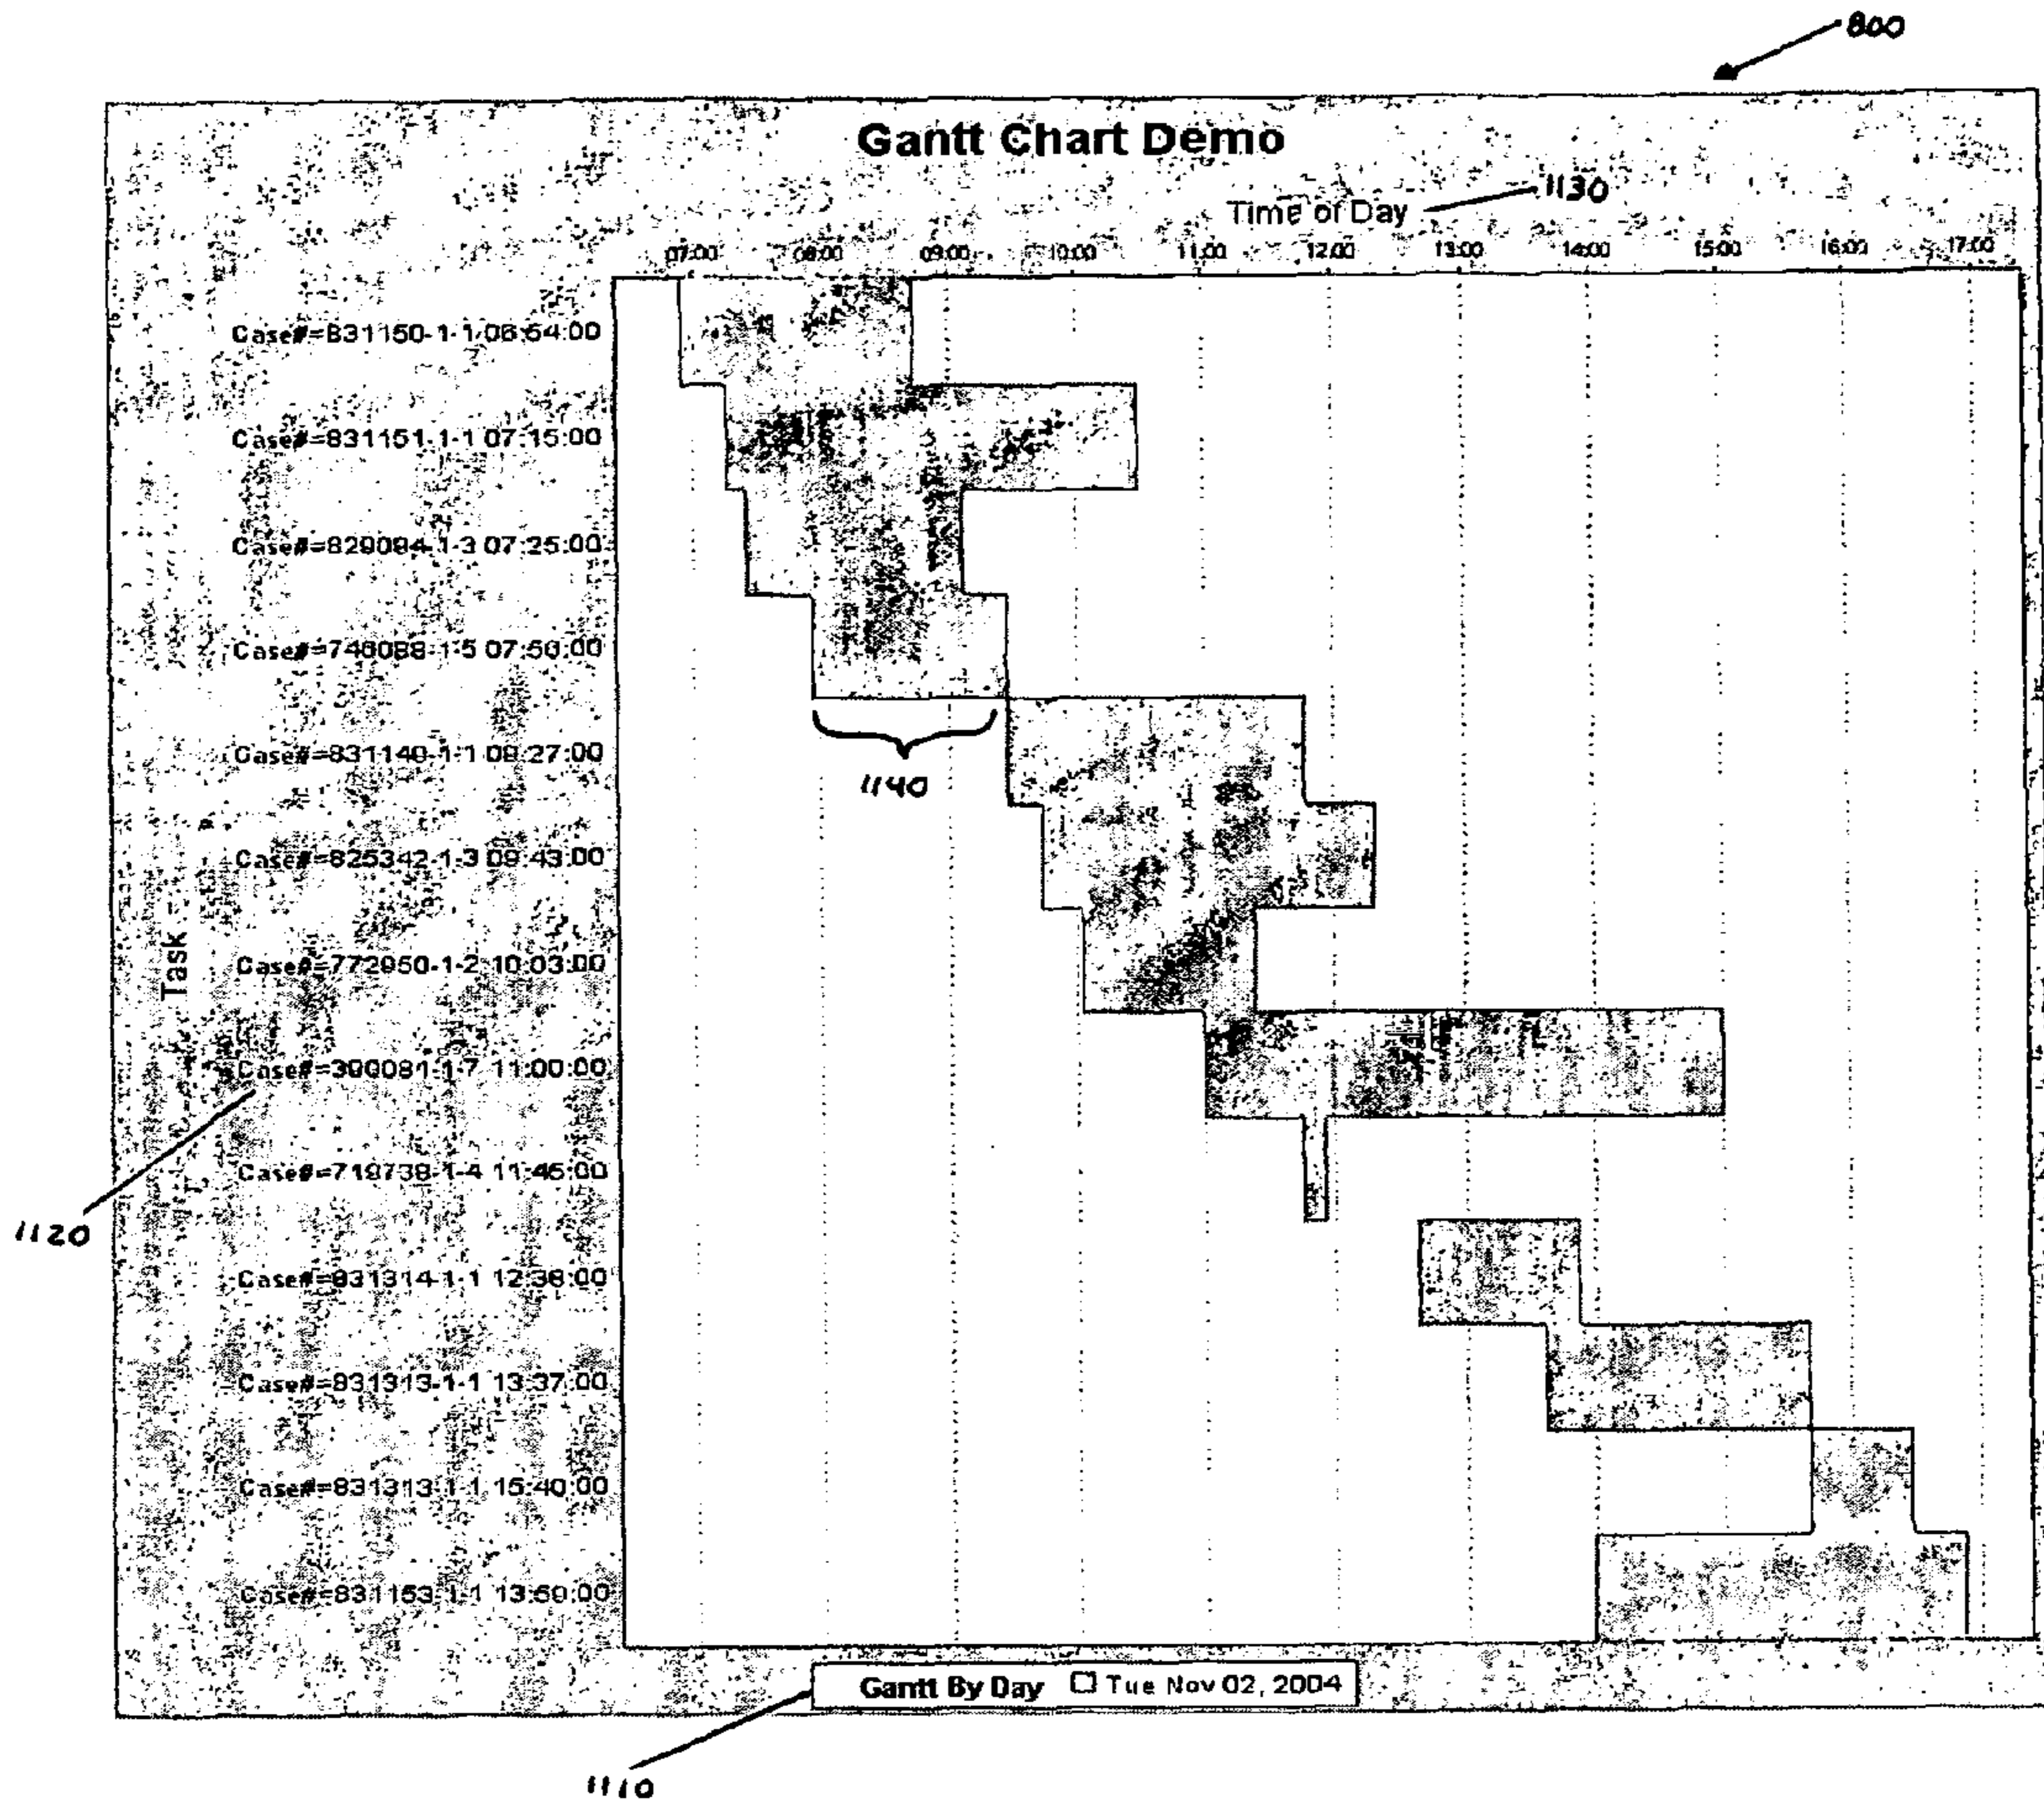 800
Gantt Chart Demo
Time of Day
1130
07:00 08:00 09:00 10:00 11:00 12:00 13:00 14:00 15:00 16:00 17:00
Case#=831150-1-1 06:54:00
Case#=831151-1-1 07:15:00
Case#=829094-1-3 07:25:00
Case#=746088-1-5 07:56:00
Case#=831149-1-1 09:27:00
1140
Case#=825342-1-3 09:43:00
Task
Case#=772950-1-2 10:03:00
Case#=390081-1-7 11:00:00
Case#=719738-1-4 11:46:00
1120
Case#=831314-1-1 12:38:00
Case#=831313-1-1 13:37:00
Case#=831313-1-1 15:40:00
Case#=831153-1-1 13:59:00
Gantt By Day Tue Nov 02, 2004
1110